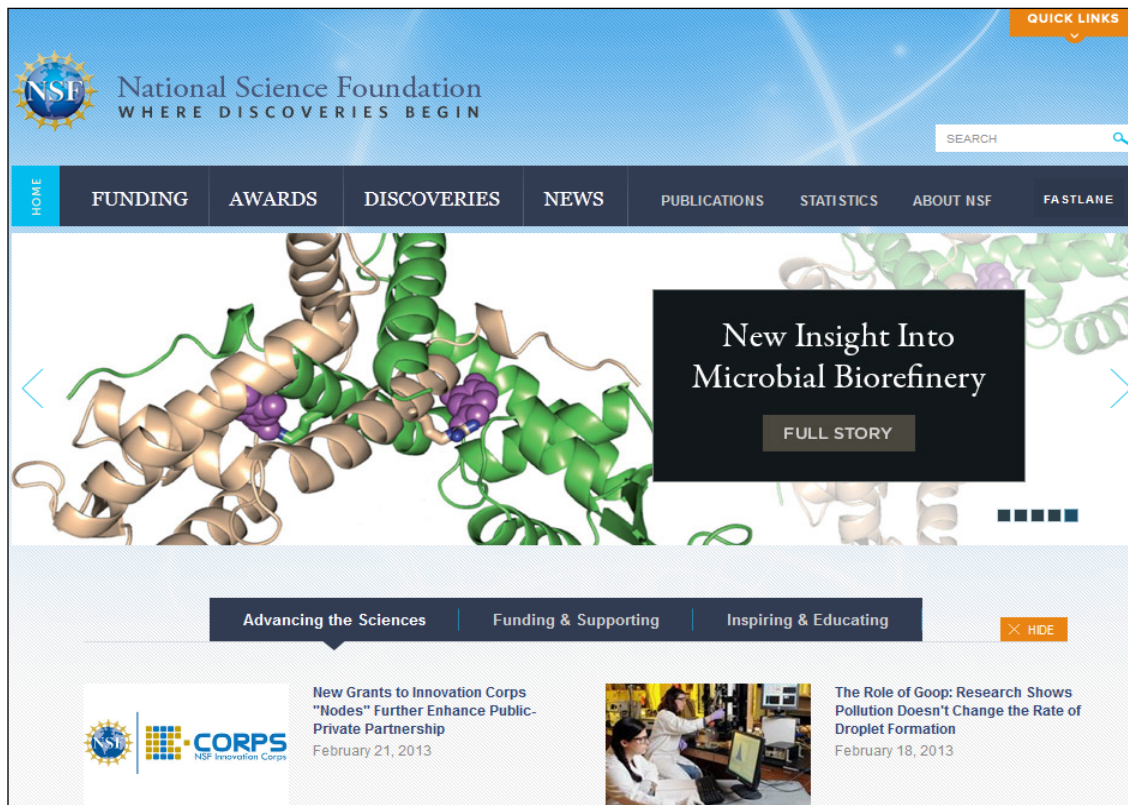 QUICK LINKS
NSF
National Science Foundation
WHERE DISCOVERIES BEGIN
SEARCH
HOME
FUNDING
AWARDS
DISCOVERIES
NEWS
PUBLICATIONS
STATISTICS
ABOUT NSF
FASTLANE
New Insight Into
Microbial Biorefinery
FULL STORY
Advancing the Sciences
Funding & Supporting
Inspiring & Educating
HIDE
NSF
CORPS
NSF Innovation Corps
New Grants to Innovation Corps
"Nodes" Further Enhance Public-
Private Partnership
February 21, 2013
The Role of Goop: Research Shows
Pollution Doesn't Change the Rate of
Droplet Formation
February 18, 2013